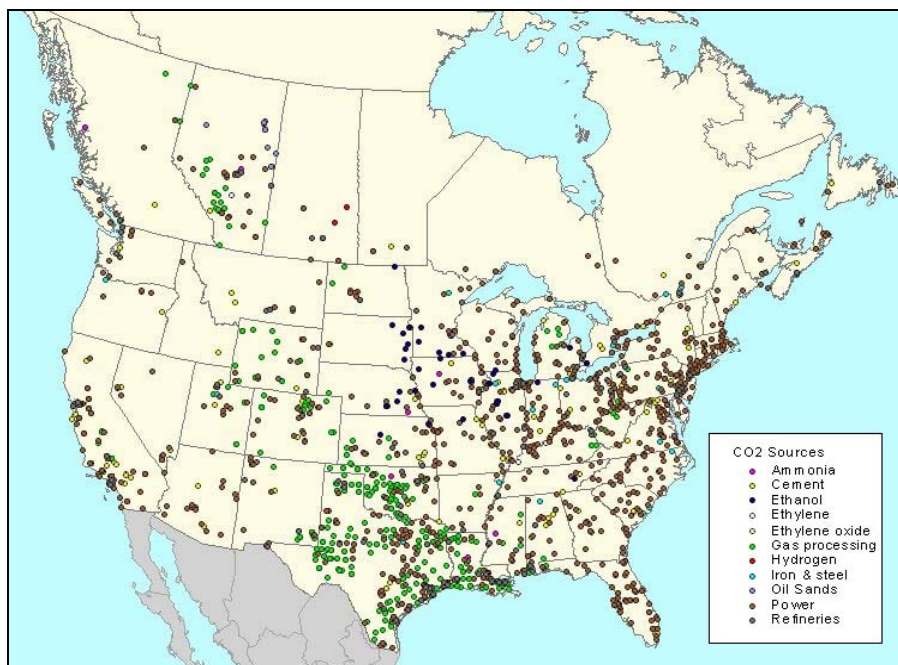 CO2 Sources
Ammonia
Cement
Ethanol
Ethylene
Ethylene oxide
Gas processing
Hydrogen
Iron & steel
Oil Sands
Power
Refineries